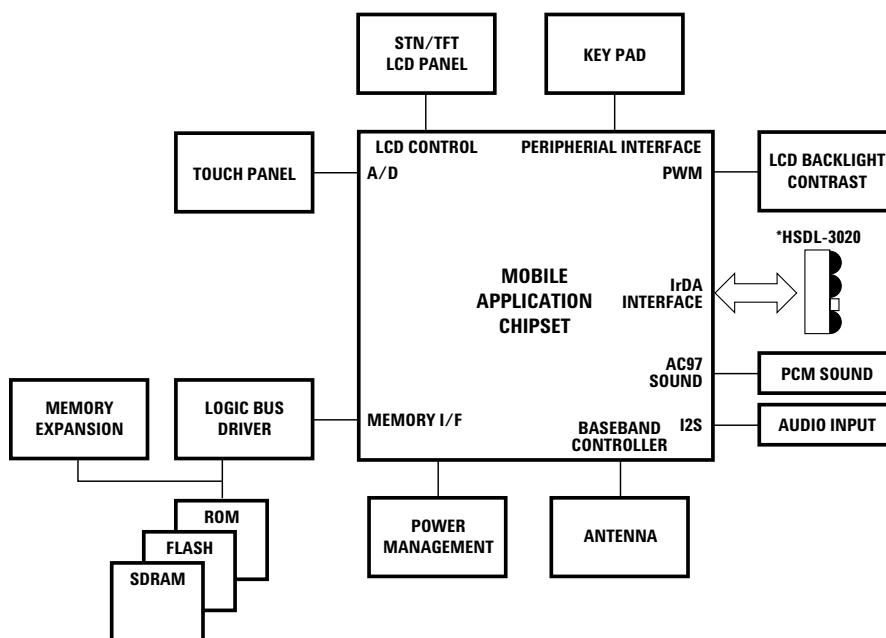 STN/TFT
LCD PANEL
KEY PAD
LCD CONTROL
PERIPHERIAL INTERFACE
TOUCH PANEL
A/D
PWM
LCD BACKLIGHT
CONTRAST
*HSDL-3020
MOBILE
APPLICATION
CHIPSET
IrDA
INTERFACE
AC97
SOUND
PCM SOUND
MEMORY
EXPANSION
LOGIC BUS
DRIVER
MEMORY I/F
BASEBAND
CONTROLLER
I2S
AUDIO INPUT
ROM
FLASH
SDRAM
POWER
MANAGEMENT
ANTENNA